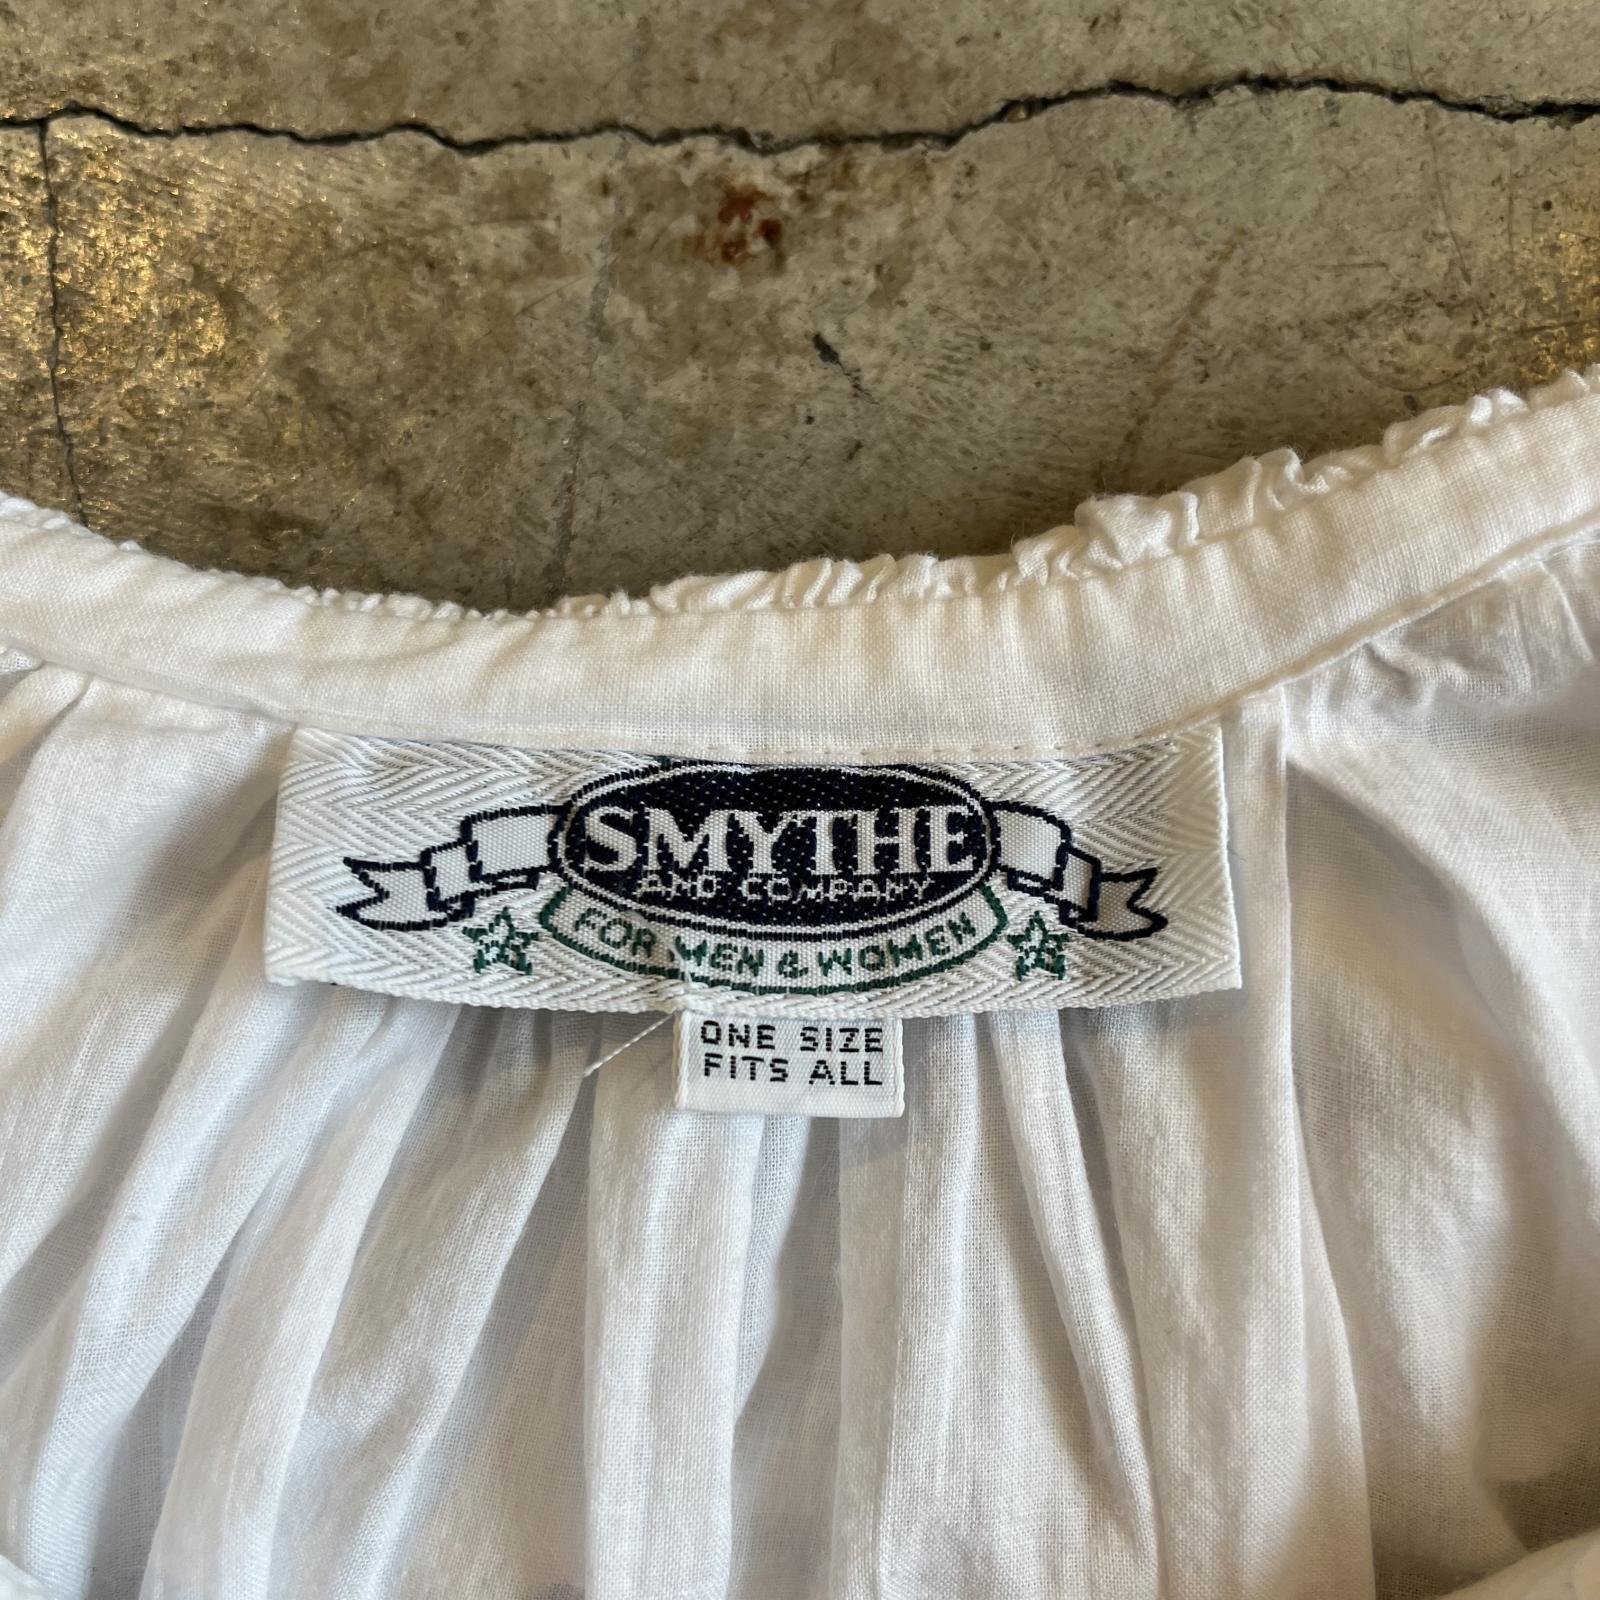 SMYTHE
AND COMPANY
FOR MEN & WOMEN
ONE SIZE
FITS ALL